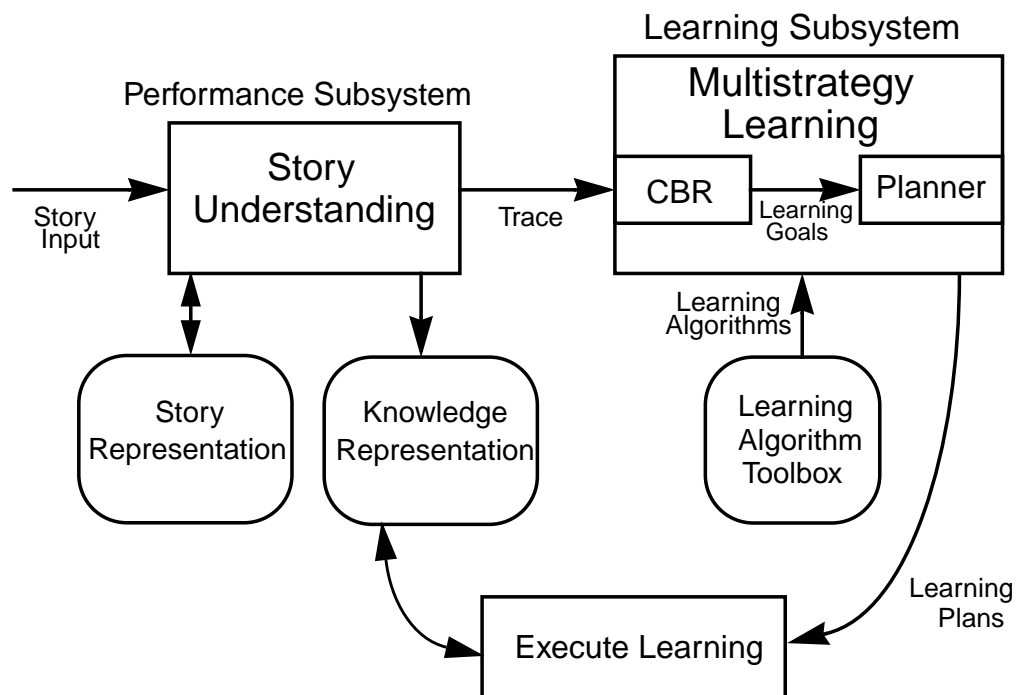 Learning Subsystem
Performance Subsystem
Multistrategy
Learning
Story
Understanding
CBR
Planner
Story
Input
Trace
Learning
Goals
Learning
Algorithms
Story
Representation
Knowledge
Representation
Learning
Algorithm
Toolbox
Learning
Plans
Execute Learning